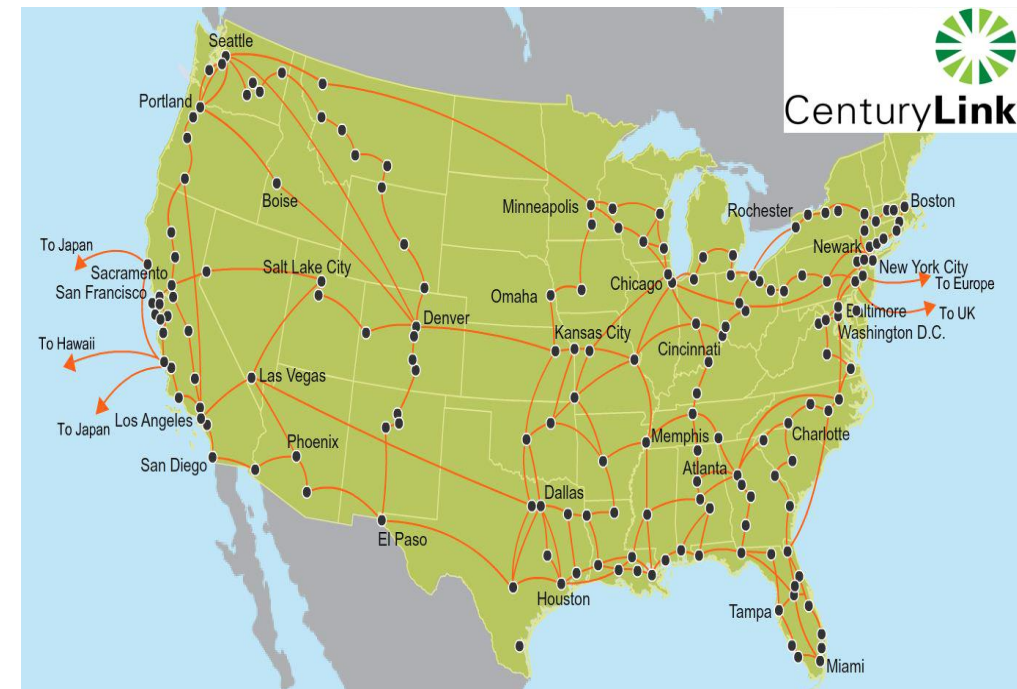 Seattle
CenturyLink
Portland
Boise
Minneapolis
Rochester
Boston
To Japan
Newark
Sacramento
Salt Lake City
New York City
San Francisco
Omaha
Chicago
To Europe
Denver
Baltimore
To UK
Kansas City
Washington D.C.
To Hawaii
Cincinnati
Las Vegas
To Japan
Los Angeles
Phoenix
Memphis
Charlotte
San Diego
Atlanta
Dallas
El Paso
Houston
Tampa
Miami